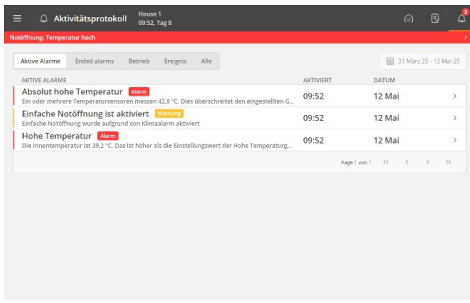 Aktivitätsprotokoll
House 1
09:52, Tag 8
3
Notöffnung: Temperatur hoch
Aktive Alarme Ended alarms Betrieb Ereignis Alle
31 März 25 - 12 Mai 25
AKTIVE ALARME AKTIVIERT DATUM
Absolut hohe Temperatur Alarm
Ein oder mehrere Temperatursensoren messen 42,8 °C. Dies überschreitet den eingestellten G...
09:52 12 Mai
Einfache Notöffnung ist aktiviert Warnung
Einfache Notöffnung wurde aufgrund von Klimaalarm aktiviert
09:52 12 Mai
Hohe Temperatur Alarm
Die Innentemperatur ist 39,2 °C. Das ist höher als die Einstellungswert der Hohe Temperaturg...
09:52 12 Mai
Page 1 von 1